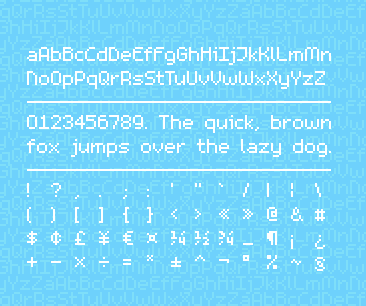 aAbBcCdDeEfFgGhHiIjJkKlLmMn
NoOpPqQrRsStTuUvVwWxXyYzZ
0123456789. The quick, brown
fox jumps over the lazy dog.
! ? , . ; : ' " ` / | ¦ \
( ) [ ] { } < > « » @ & #
$ ¢ £ ¥ € ¤ ¼ ½ ¾ _ ¶ ¡ ¿
+ − × ÷ = * ± ^ ¬ ° % ~ §